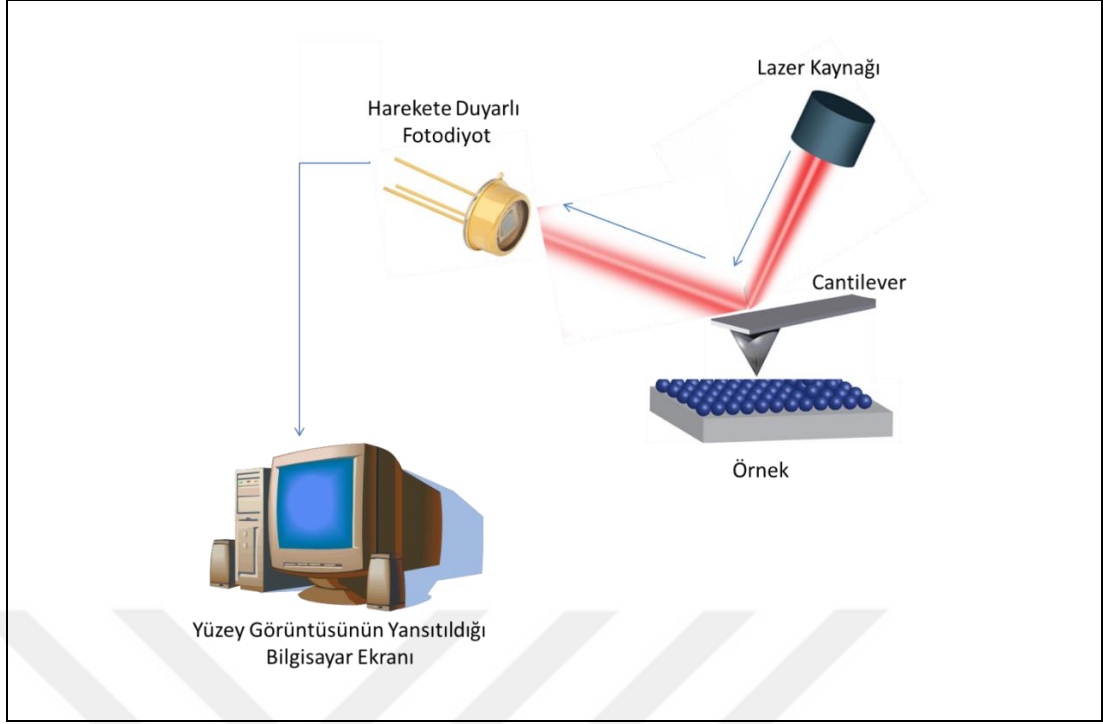 Lazer Kaynağı
Harekete Duyarlı
Fotodiyot
Cantilever
Örnek
Yüzey Görüntüsünün Yansıtıldığı
Bilgisayar Ekranı